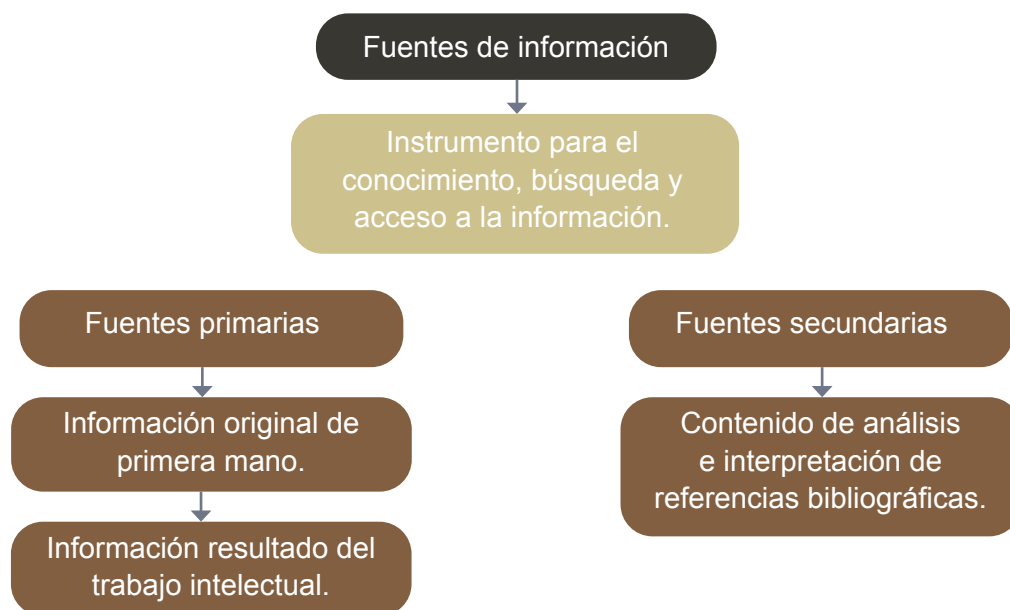 Fuentes de información
Instrumento para el
conocimiento, búsqueda y
acceso a la información.
Fuentes primarias
Información original de
primera mano.
Información resultado del
trabajo intelectual.
Fuentes secundarias
Contenido de análisis
e interpretación de
referencias bibliográficas.